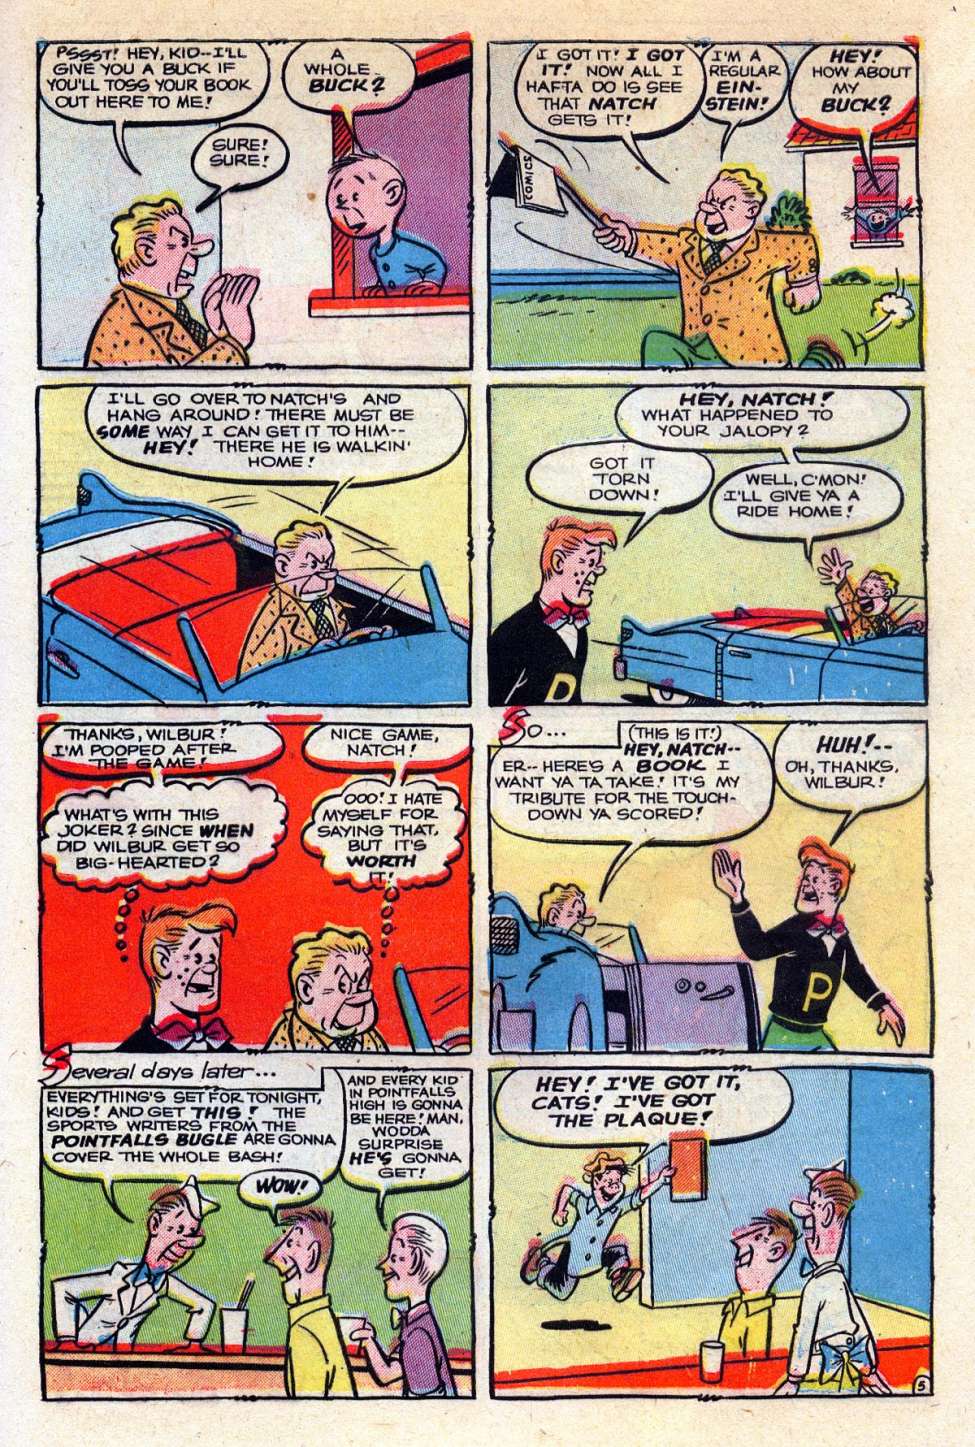 PSSST! HEY, KID--I'LL
GIVE YOU A BUCK IF
YOU'LL TOSS YOUR BOOK
OUT HERE TO ME!
A
WHOLE
BUCK?
SURE!
SURE!
I GOT IT! I GOT
IT! NOW ALL I
HAFTA DO IS SEE
THAT NATCH
GETS IT!
COMICS
I'M A
REGULAR
EIN-
STEIN!
HEY!
HOW ABOUT
MY
BUCK?
I'LL GO OVER TO NATCH'S AND
HANG AROUND! THERE MUST BE
SOME WAY I CAN GET IT TO HIM--
HEY! THERE HE IS WALKIN'
HOME!
HEY, NATCH!
WHAT HAPPENED TO
YOUR JALOPY?
GOT IT
TORN
DOWN!
WELL, C'MON!
I'LL GIVE YA A
RIDE HOME!
P
THANKS, WILBUR!
I'M POOPED AFTER
THE GAME!
NICE GAME,
NATCH!
WHAT'S WITH THIS
JOKER? SINCE WHEN
DID WILBUR GET SO
BIG-HEARTED?
OOO! I HATE
MYSELF FOR
SAYING THAT,
BUT IT'S
WORTH
IT!
SO...
(THIS IS IT!)
HEY, NATCH--
ER--HERE'S A BOOK I
WANT YA TA TAKE! IT'S MY
TRIBUTE FOR THE TOUCH-
DOWN YA SCORED!
HUH!--
OH, THANKS,
WILBUR!
P
Several days later...
EVERYTHING'S SET FOR TONIGHT,
KIDS! AND GET THIS! THE
SPORTS WRITERS FROM THE
POINTFALLS BUGLE ARE GONNA
COVER THE WHOLE BASH!
WOW!
AND EVERY KID
IN POINTFALLS
HIGH IS GONNA
BE HERE! MAN,
WODDA
SURPRISE
HE'S GONNA
GET!
HEY! I'VE GOT IT,
CATS! I'VE GOT
THE PLAQUE!
5